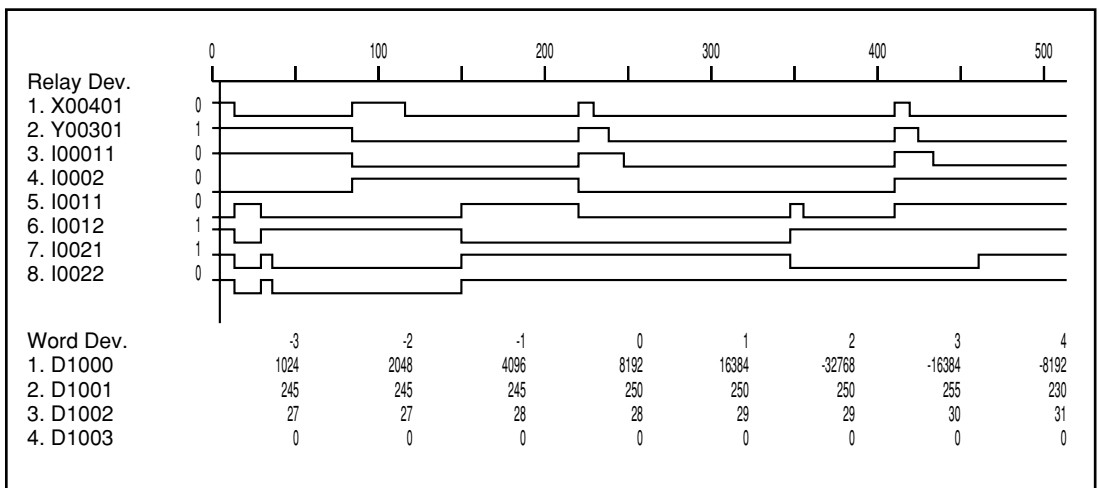 0 100 200 300 400 500
Relay Dev.
1. X00401 0
2. Y00301 1
3. I00011 0
4. I0002 0
5. I0011 0
6. I0012 1
7. I0021 1
8. I0022 0
Word Dev. -3 -2 -1 0 1 2 3 4
1. D1000 1024 2048 4096 8192 16384 -32768 -16384 -8192
2. D1001 245 245 245 250 250 250 255 230
3. D1002 27 27 28 28 29 29 30 31
4. D1003 0 0 0 0 0 0 0 0